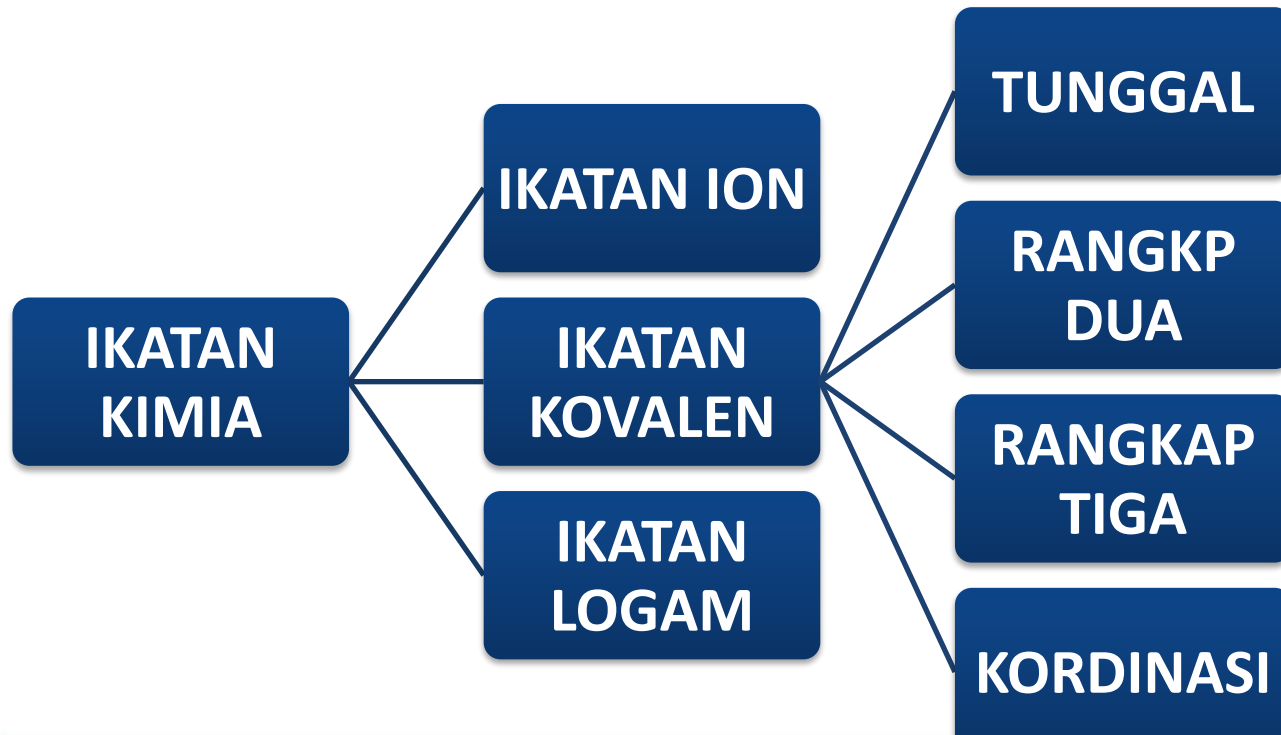 IKATAN
KIMIA
IKATAN ION
IKATAN
KOVALEN
IKATAN
LOGAM
TUNGGAL
RANGKP
DUA
RANGKAP
TIGA
KORDINASI